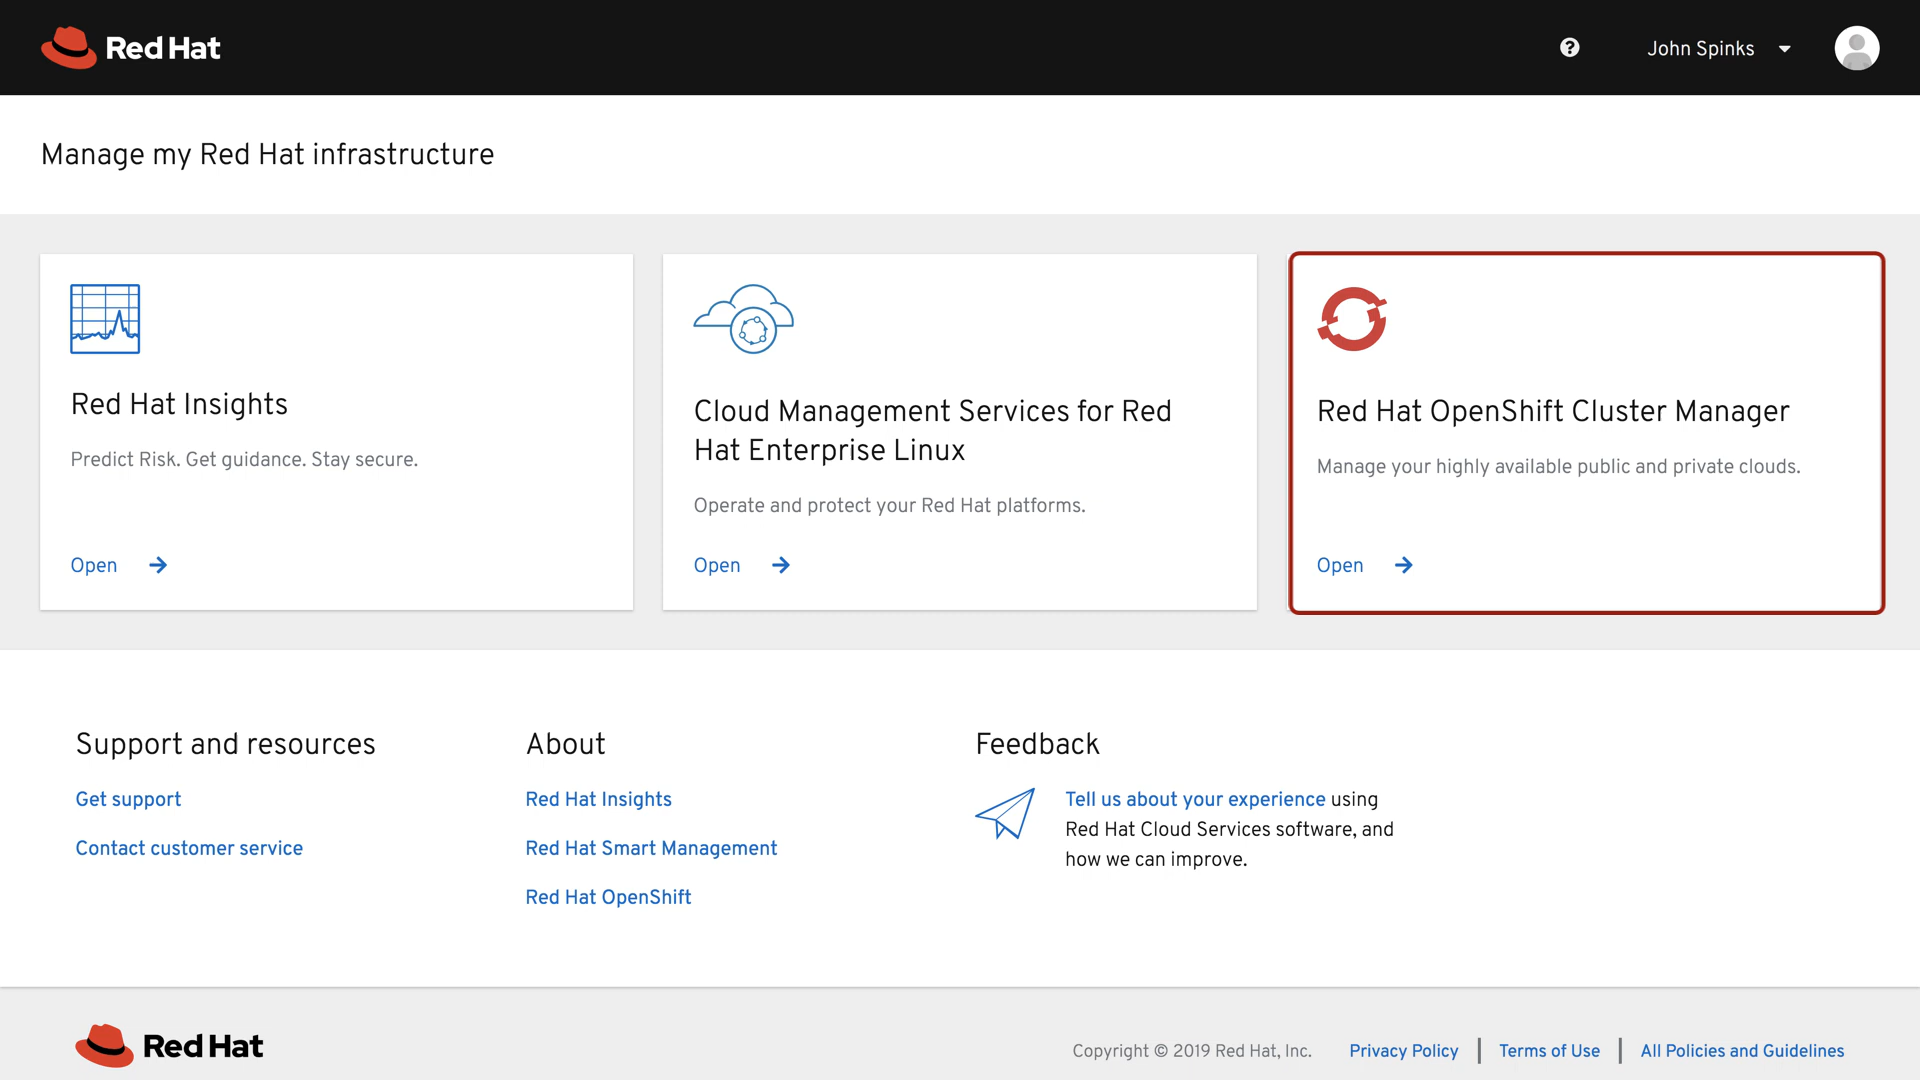 Red Hat
John Spinks
Manage my Red Hat infrastructure
Red Hat Insights
Predict Risk. Get guidance. Stay secure.
Open
Cloud Management Services for Red
Hat Enterprise Linux
Operate and protect your Red Hat platforms.
Open
Red Hat OpenShift Cluster Manager
Manage your highly available public and private clouds.
Open
Support and resources
Get support
Contact customer service
About
Red Hat Insights
Red Hat Smart Management
Red Hat OpenShift
Feedback
Tell us about your experience using
Red Hat Cloud Services software, and
how we can improve.
Red Hat
Copyright © 2019 Red Hat, Inc.
Privacy Policy
Terms of Use
All Policies and Guidelines